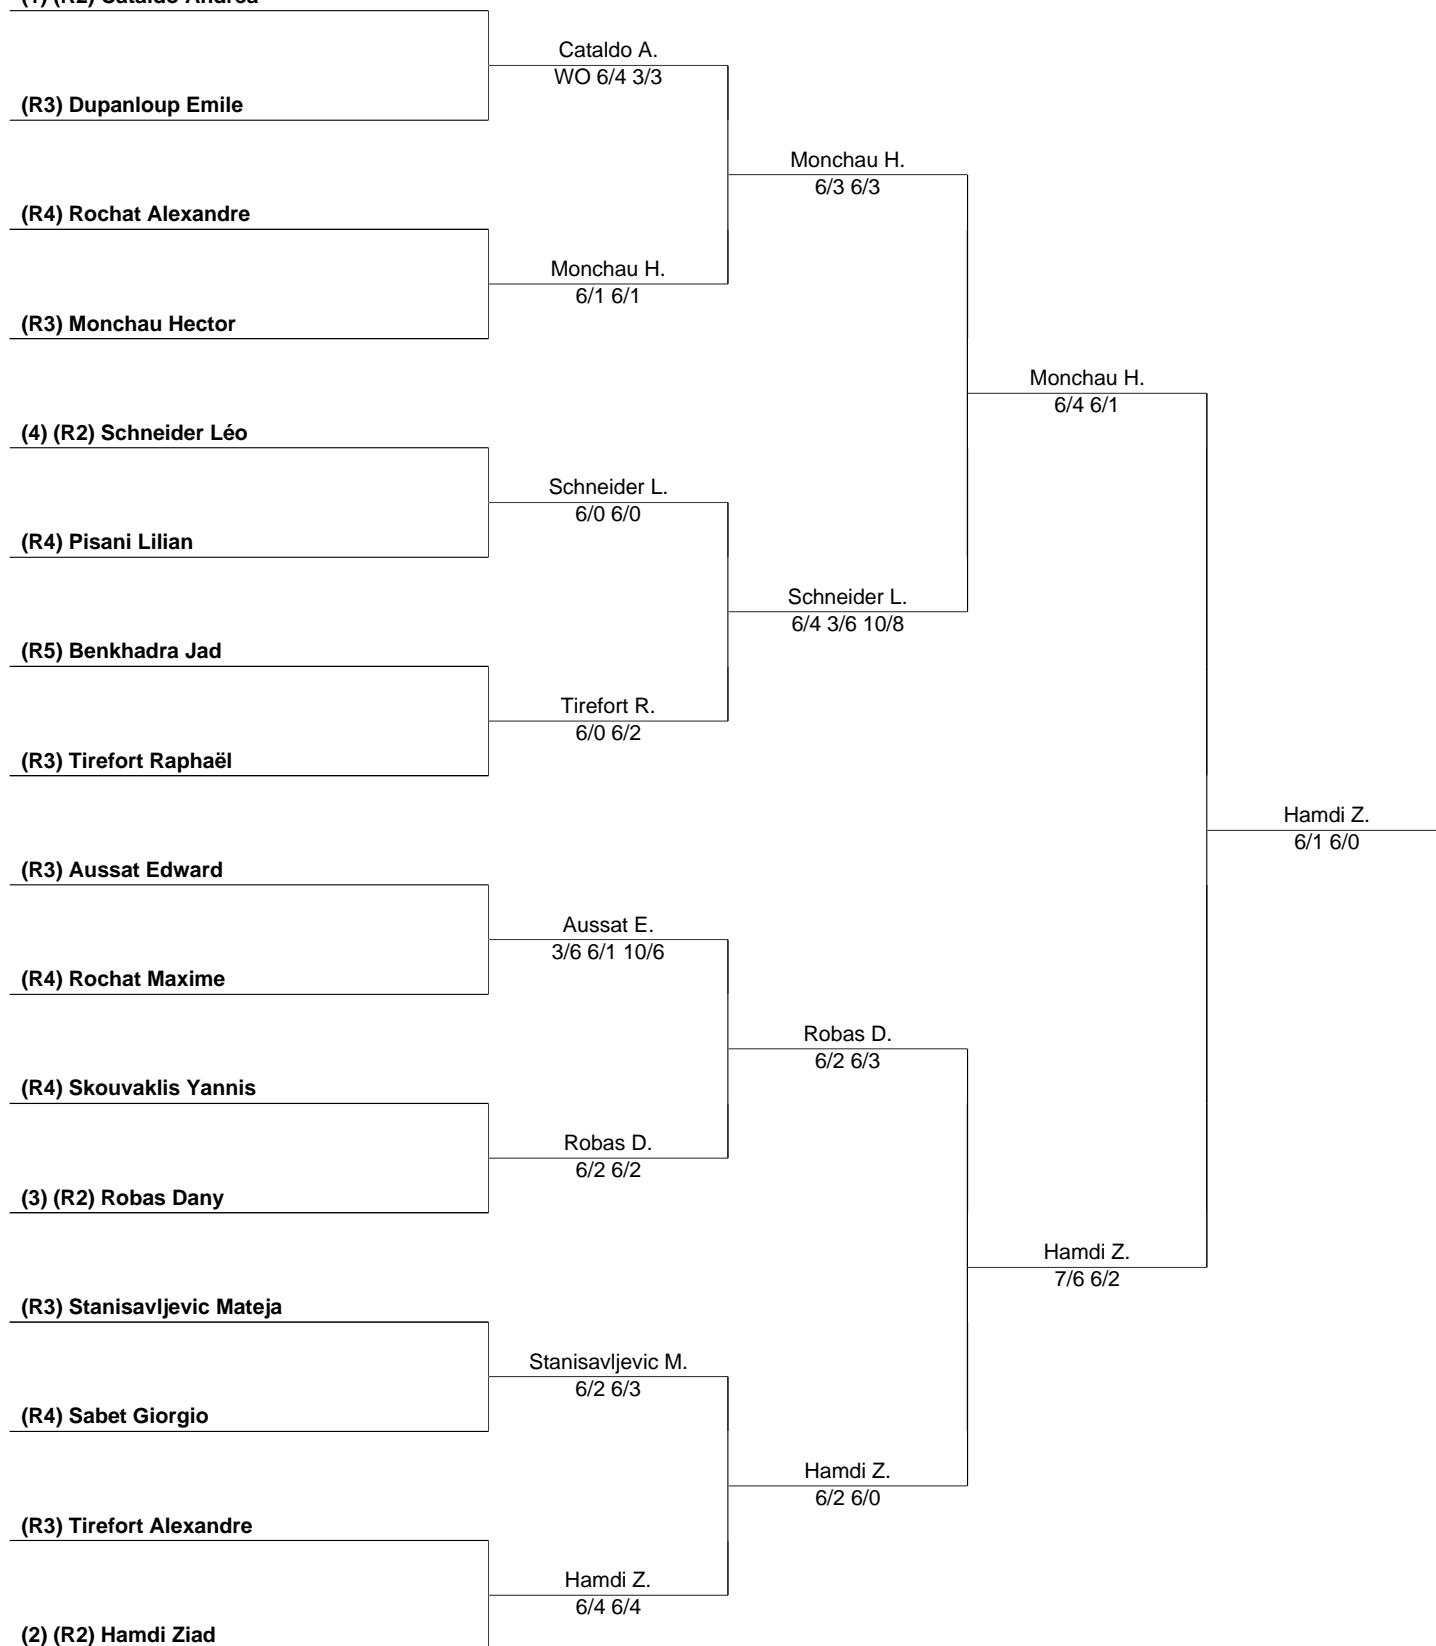 (1) (R2) Cataldo Andrea
Cataldo A.
WO 6/4 3/3
(R3) Dupanloup Emile
Monchau H.
6/3 6/3
(R4) Rochat Alexandre
Monchau H.
6/1 6/1
(R3) Monchau Hector
Monchau H.
6/4 6/1
(4) (R2) Schneider Léo
Schneider L.
6/0 6/0
(R4) Pisani Lilian
Schneider L.
6/4 3/6 10/8
(R5) Benkhadra Jad
Tirefort R.
6/0 6/2
(R3) Tirefort Raphaël
Hamdi Z.
6/1 6/0
(R3) Aussat Edward
Aussat E.
3/6 6/1 10/6
(R4) Rochat Maxime
Robas D.
6/2 6/3
(R4) Skouvaklis Yannis
Robas D.
6/2 6/2
(3) (R2) Robas Dany
Hamdi Z.
7/6 6/2
(R3) Stanisavljevic Mateja
Stanisavljevic M.
6/2 6/3
(R4) Sabet Giorgio
Hamdi Z.
6/2 6/0
(R3) Tirefort Alexandre
Hamdi Z.
6/4 6/4
(2) (R2) Hamdi Ziad